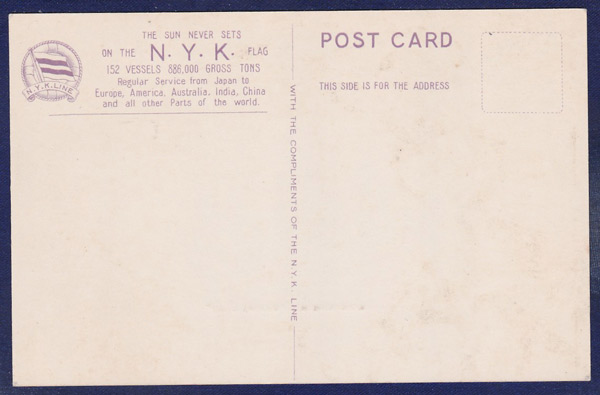 THE SUN NEVER SETS
ON THE N. Y. K. FLAG
152 VESSELS 886,000 GROSS TONS
Regular Service from Japan to
Europe, America, Australia, India, China
and all other Parts of the world.
N.Y.K. LINE
WITH THE COMPLIMENTS OF THE N.Y.K. LINE
POST CARD
THIS SIDE IS FOR THE ADDRESS